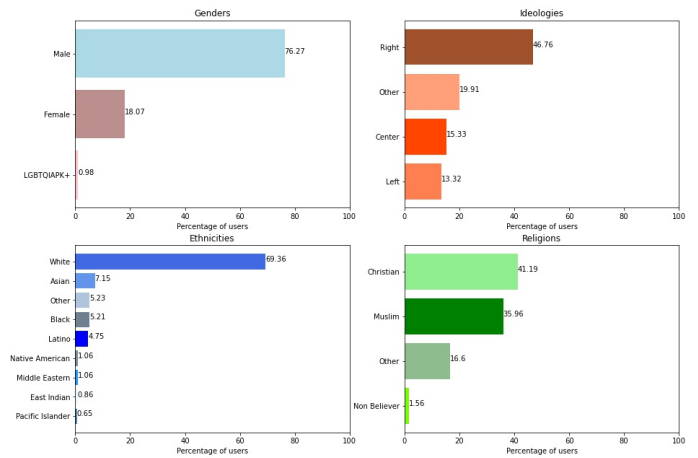 Genders
Male
76.27
Female
18.07
LGBTQIAPK+
0.98
0 20 40 60 80 100
Percentage of users
Ideologies
Right
46.76
Other
19.91
Center
15.33
Left
13.32
0 20 40 60 80 100
Percentage of users
Ethnicities
White
69.36
Asian
7.15
Other
5.23
Black
5.21
Latino
4.75
Native American
1.06
Middle Eastern
1.06
East Indian
0.86
Pacific Islander
0.65
0 20 40 60 80 100
Percentage of users
Religions
Christian
41.19
Muslim
35.96
Other
16.6
Non Believer
1.56
0 20 40 60 80 100
Percentage of users